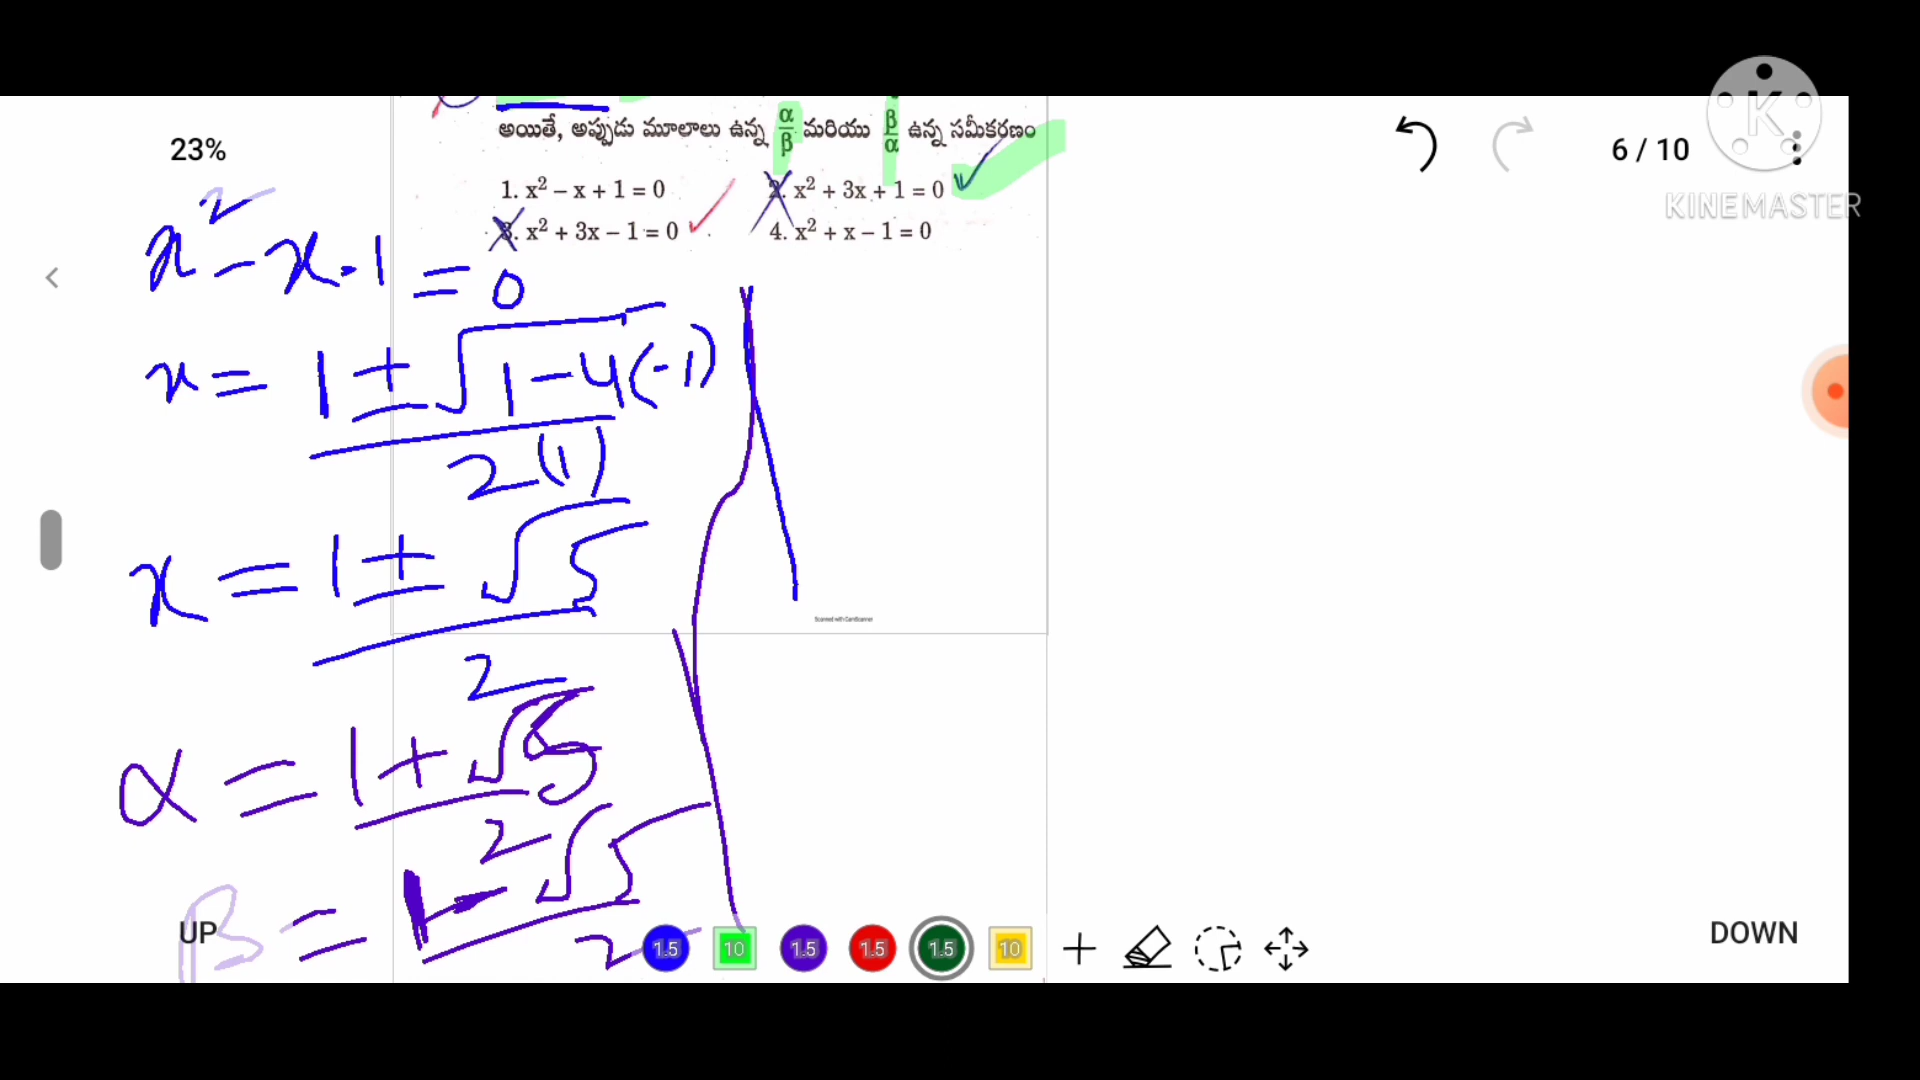 23%
6 / 10
K
KINEMASTER
అయితే, అప్పుడు మూలాలు ఉన్న α/β మరియు β/α ఉన్న సమీకరణం
1. x² − x + 1 = 0
2. x² + 3x + 1 = 0
3. x² + 3x − 1 = 0
4. x² + x − 1 = 0
x² − x - 1 = 0
x = 1 ± √1 − 4(-1) / 2(1)
x = 1 ± √5 / 2
Scanned with CamScanner
α = 1 + √5 / 2
β = 1 − √5 / 2
UP
1.5 10 1.5 1.5 1.5 10
DOWN